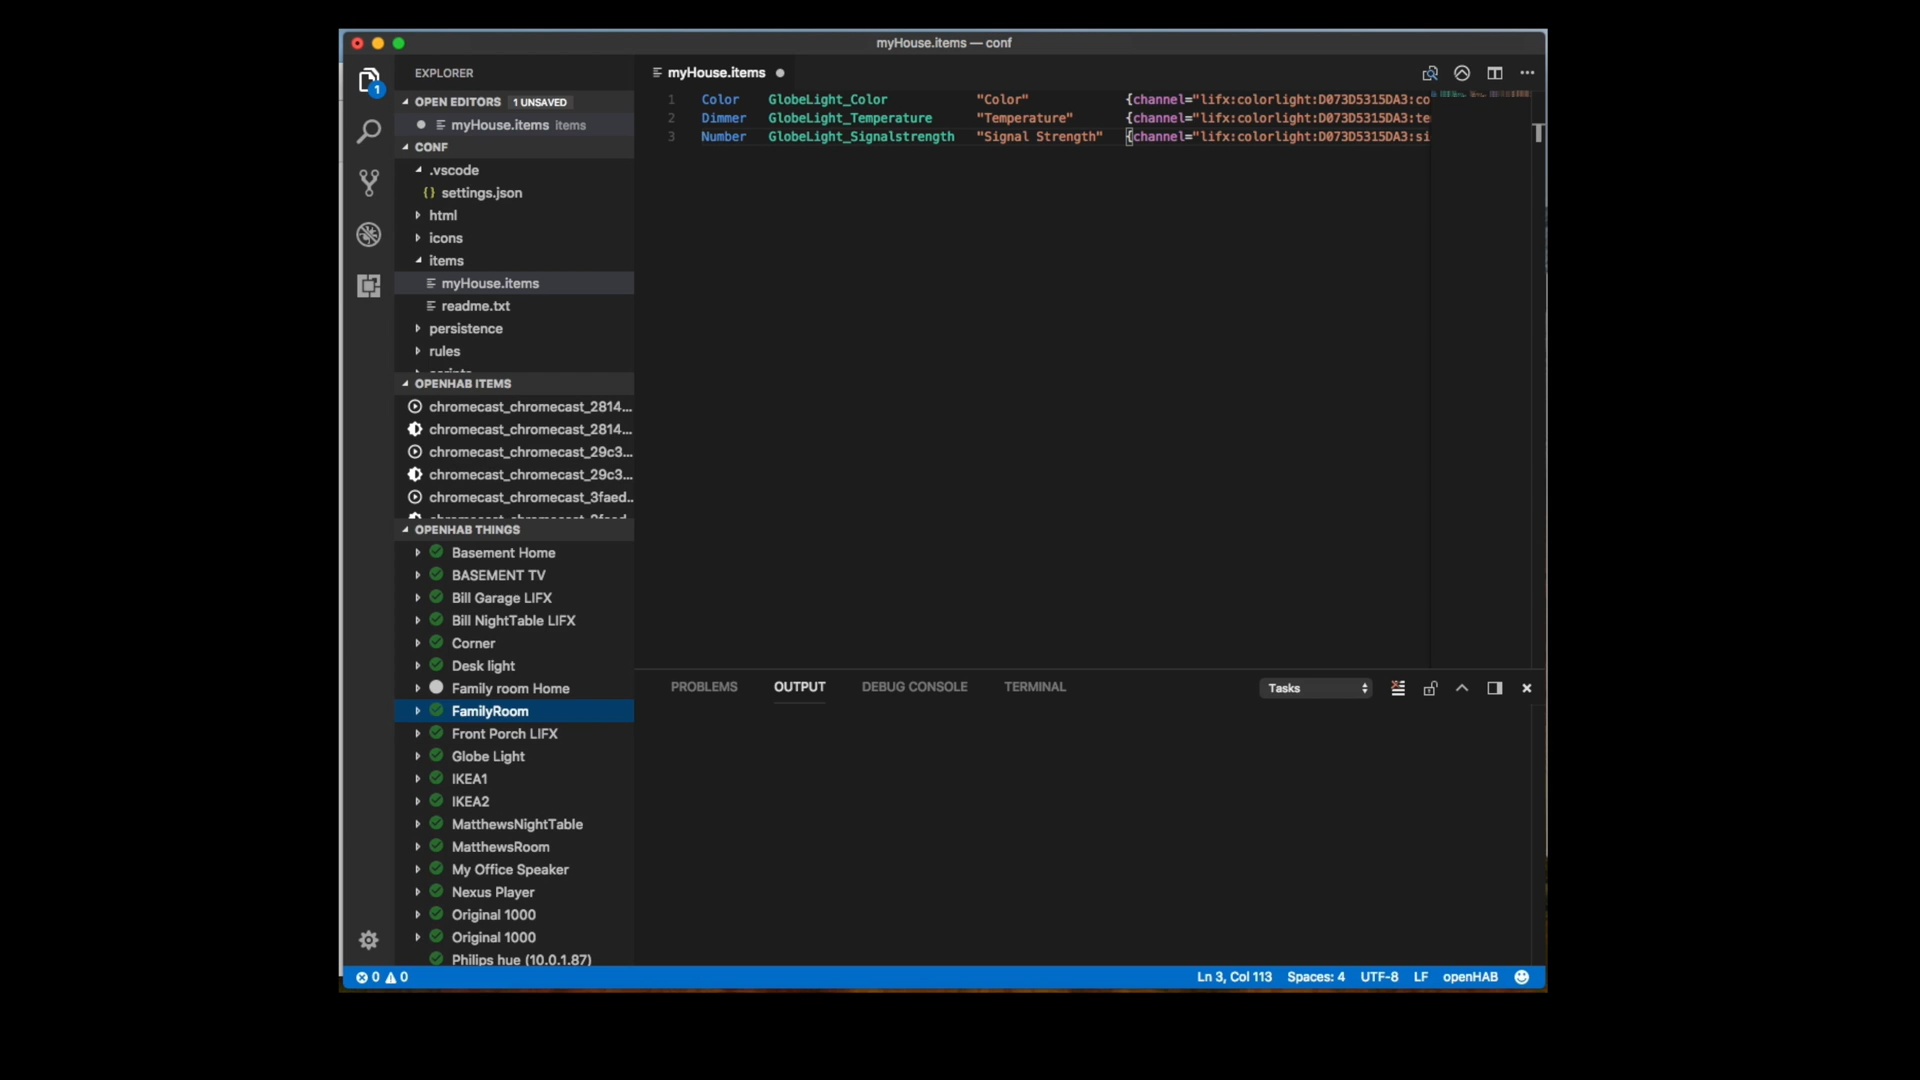 myHouse.items — conf
EXPLORER
OPEN EDITORS 1 UNSAVED
myHouse.items items
CONF
.vscode
{} settings.json
html
icons
items
myHouse.items
readme.txt
persistence
rules
OPENHAB ITEMS
chromecast_chromecast_2814...
chromecast_chromecast_2814...
chromecast_chromecast_29c3...
chromecast_chromecast_29c3...
chromecast_chromecast_3faed..
OPENHAB THINGS
Basement Home
BASEMENT TV
Bill Garage LIFX
Bill NightTable LIFX
Corner
Desk light
Family room Home
FamilyRoom
Front Porch LIFX
Globe Light
IKEA1
IKEA2
MatthewsNightTable
MatthewsRoom
My Office Speaker
Nexus Player
Original 1000
Original 1000
Philips hue (10.0.1.87)
1
myHouse.items
1 Color GlobeLight_Color "Color" {channel="lifx:colorlight:D073D5315DA3:co
2 Dimmer GlobeLight_Temperature "Temperature" {channel="lifx:colorlight:D073D5315DA3:te
3 Number GlobeLight_Signalstrength "Signal Strength" {channel="lifx:colorlight:D073D5315DA3:si
PROBLEMS OUTPUT DEBUG CONSOLE TERMINAL Tasks
0 0 Ln 3, Col 113 Spaces: 4 UTF-8 LF openHAB